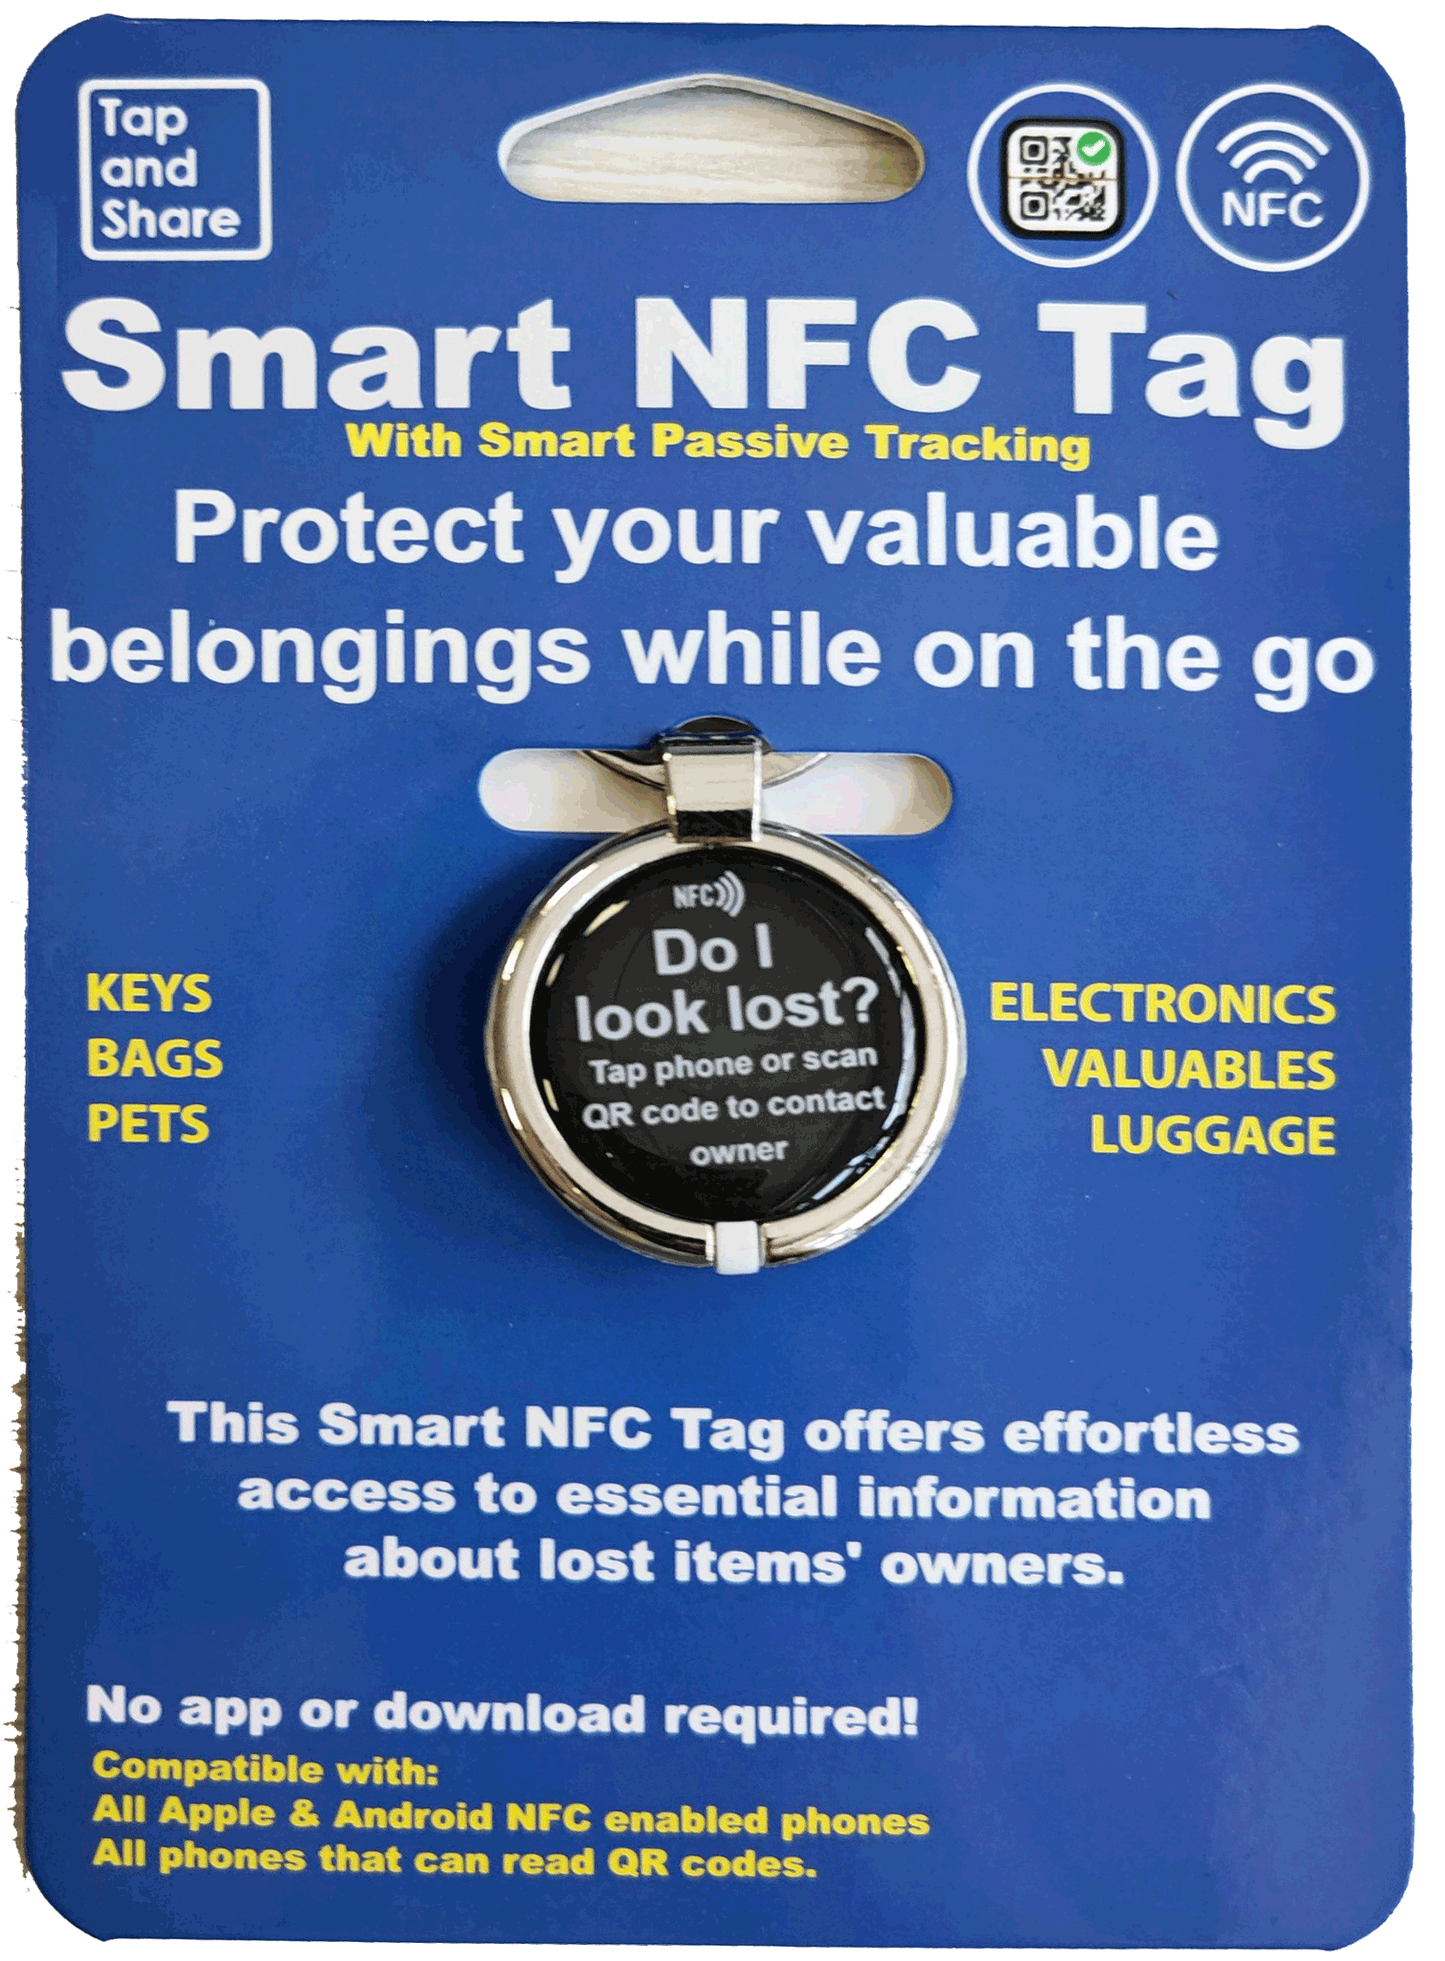 Tap
and
Share
NFC
Smart NFC Tag
With Smart Passive Tracking
Protect your valuable
belongings while on the go
NFC
Do I
look lost?
Tap phone or scan
QR code to contact
owner
KEYS
BAGS
PETS
ELECTRONICS
VALUABLES
LUGGAGE
This Smart NFC Tag offers effortless
access to essential information
about lost items' owners.
No app or download required!
Compatible with:
All Apple & Android NFC enabled phones
All phones that can read QR codes.